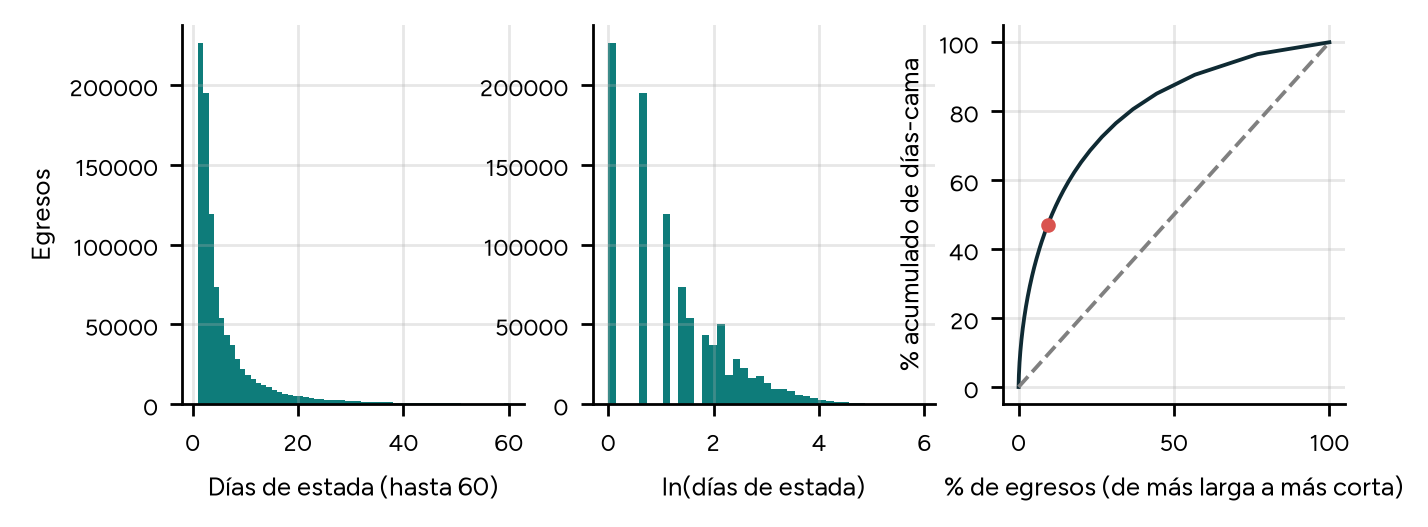 Egresos
200000
150000
100000
50000
0
0 20 40 60
Días de estada (hasta 60)
200000
150000
100000
50000
0
0 2 4 6
ln(días de estada)
% acumulado de días-cama
100
80
60
40
20
0
0 50 100
% de egresos (de más larga a más corta)